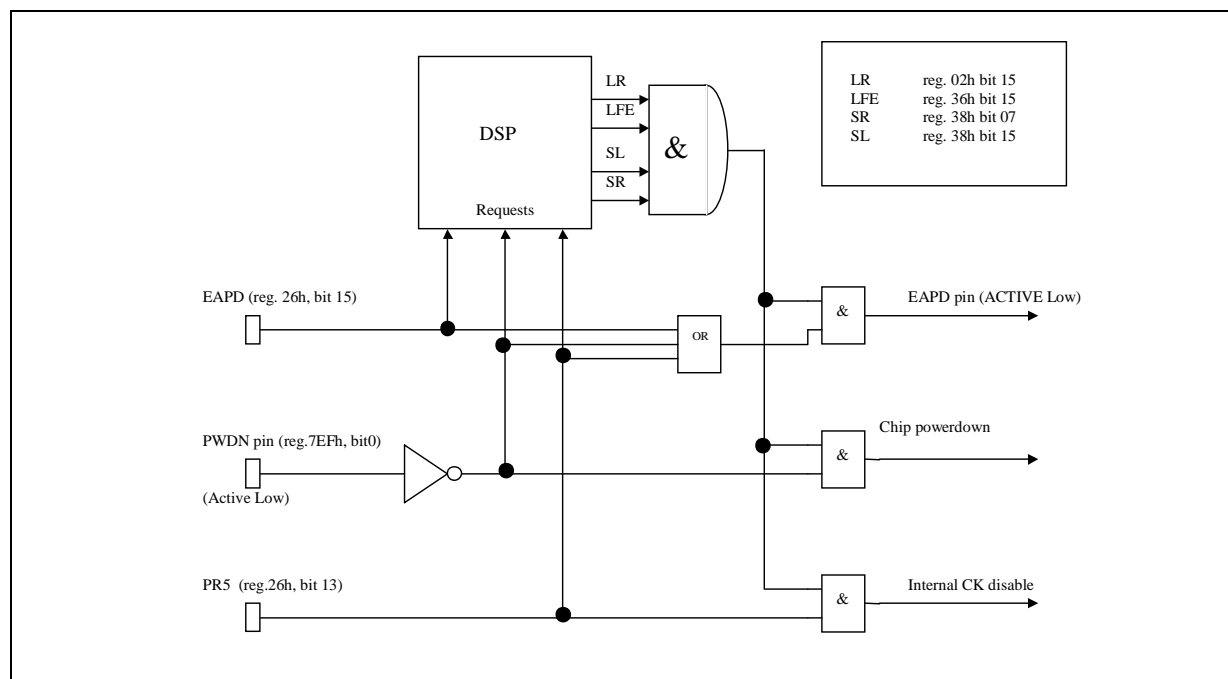 LR
LFE
DSP
SL
SR
&
Requests
LR reg. 02h bit 15
LFE reg. 36h bit 15
SR reg. 38h bit 07
SL reg. 38h bit 15
EAPD (reg. 26h, bit 15)
OR
&
EAPD pin (ACTIVE Low)
PWDN pin (reg.7EFh, bit0)
(Active Low)
&
Chip powerdown
PR5 (reg.26h, bit 13)
&
Internal CK disable